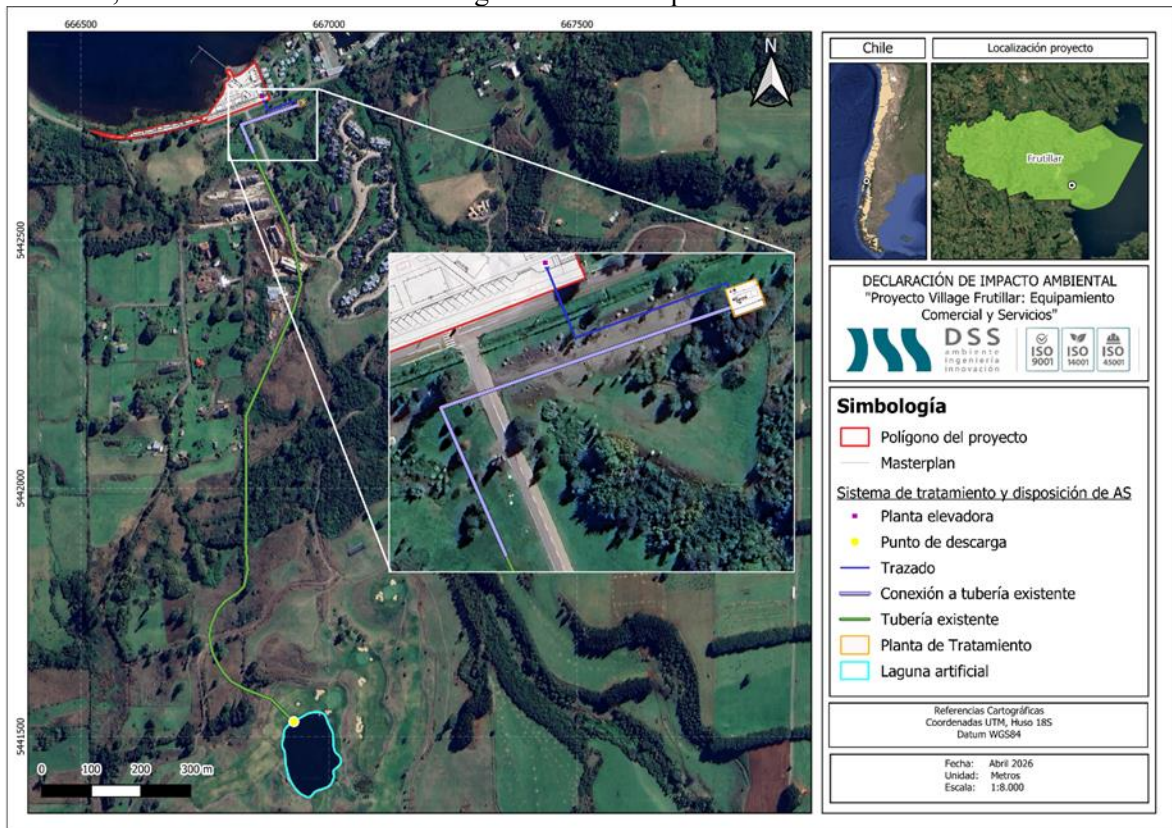 666500
667000
667500
5442500
5442000
5441500
N
0 100 200 300 m
Chile
Localización proyecto
Frutillar
DECLARACIÓN DE IMPACTO AMBIENTAL
"Proyecto Village Frutillar: Equipamiento
Comercial y Servicios"
DSS
ambiente
ingeniería
innovación
ISO
9001
ISO
14001
ISO
45001
Simbología
Polígono del proyecto
Masterplan
Sistema de tratamiento y disposición de AS
Planta elevadora
Punto de descarga
Trazado
Conexión a tubería existente
Tubería existente
Planta de Tratamiento
Laguna artificial
Referencias Cartográficas
Coordenadas UTM, Huso 18S
Datum WGS84
Fecha: Abril 2026
Unidad: Metros
Escala: 1:8.000